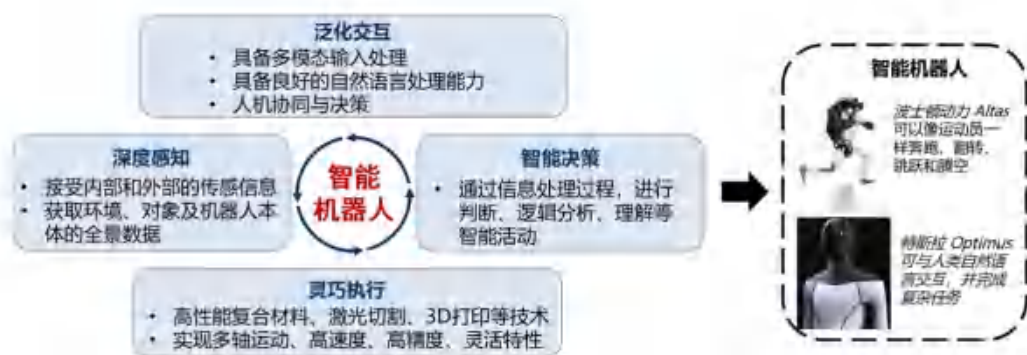 泛化交互
• 具备多模态输入处理
• 具备良好的自然语言处理能力
• 人机协同与决策
深度感知
• 接受内部和外部的传感信息
• 获取环境、对象及机器人本
体的全景数据
智能
机器人
智能决策
• 通过信息处理过程，进行
判断、逻辑分析、理解等
智能活动
灵巧执行
• 高性能复合材料、激光切割、3D打印等技术
• 实现多轴运动、高速度、高精度、灵活特性
智能机器人
波士顿动力 Altas
可以像运动员一
样奔跑、翻转、
跳跃和腾空
特斯拉 Optimus
可与人类自然语
言交互，并完成
复杂任务